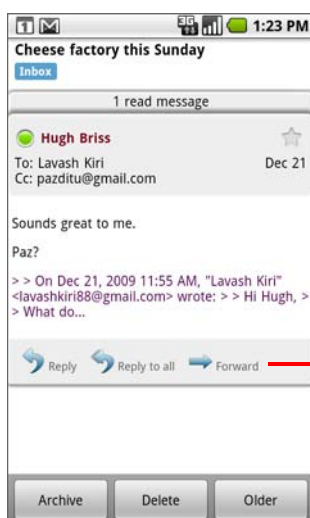 1 3G 1:23 PM
Cheese factory this Sunday
Inbox
1 read message
Hugh Briss
To: Lavash Kiri Dec 21
Cc: pazditu@gmail.com
Sounds great to me.
Paz?
> > On Dec 21, 2009 11:55 AM, "Lavash Kiri"
<lavashkiri88@gmail.com> wrote: > > Hi Hugh, >
> What do...
Reply Reply to all Forward
Archive Delete Older